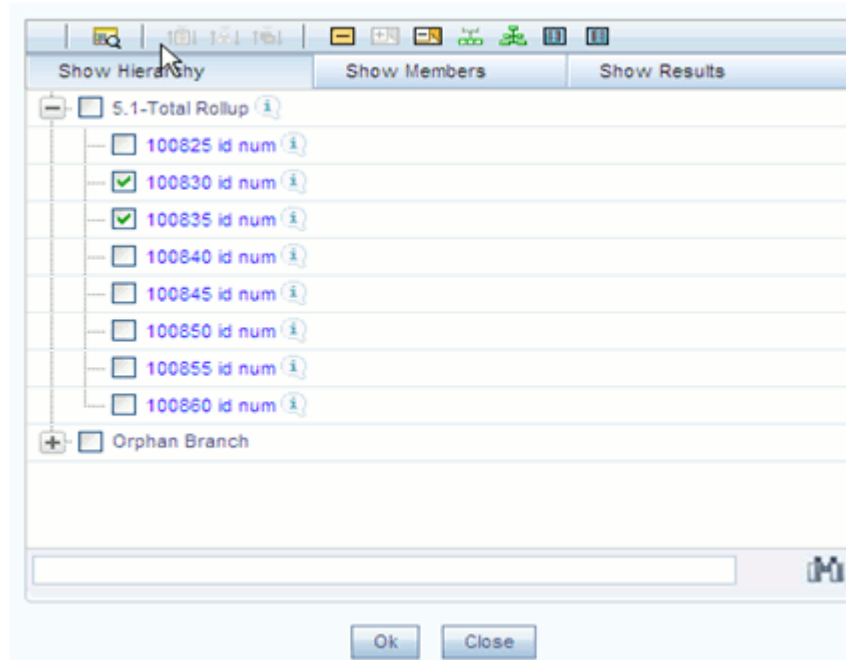 Show Hierarchy Show Members Show Results
5.1-Total Rollup
100825 id num
100830 id num
100835 id num
100840 id num
100845 id num
100850 id num
100855 id num
100860 id num
Orphan Branch
Ok Close